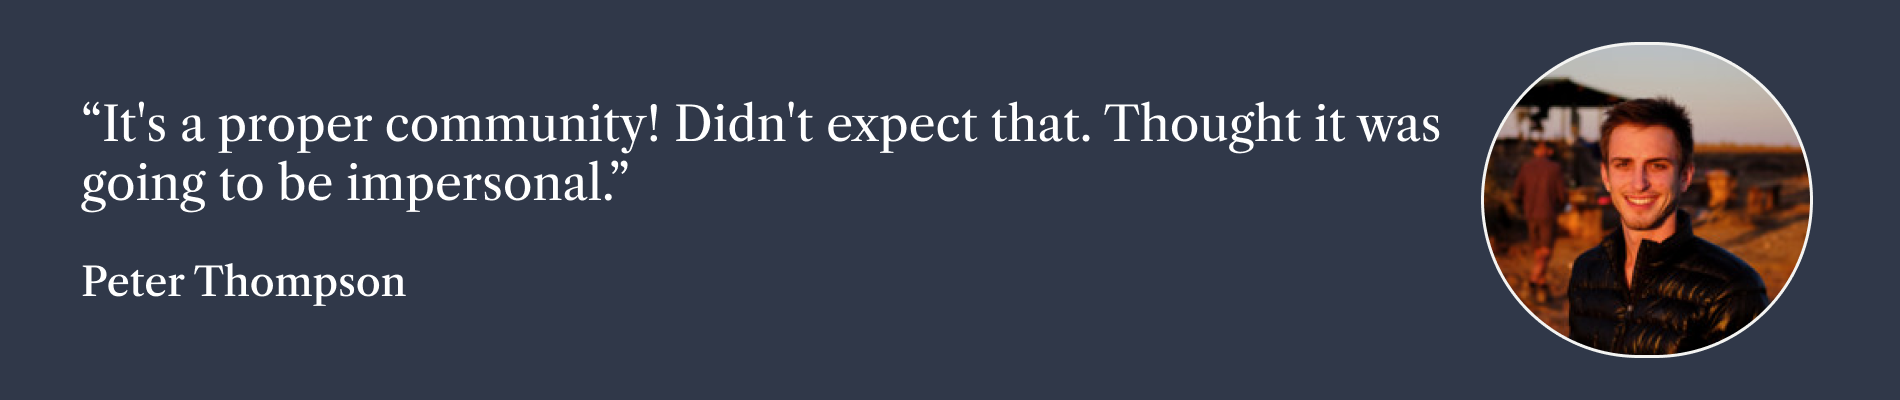 “It's a proper community! Didn't expect that. Thought it was
going to be impersonal.”
Peter Thompson